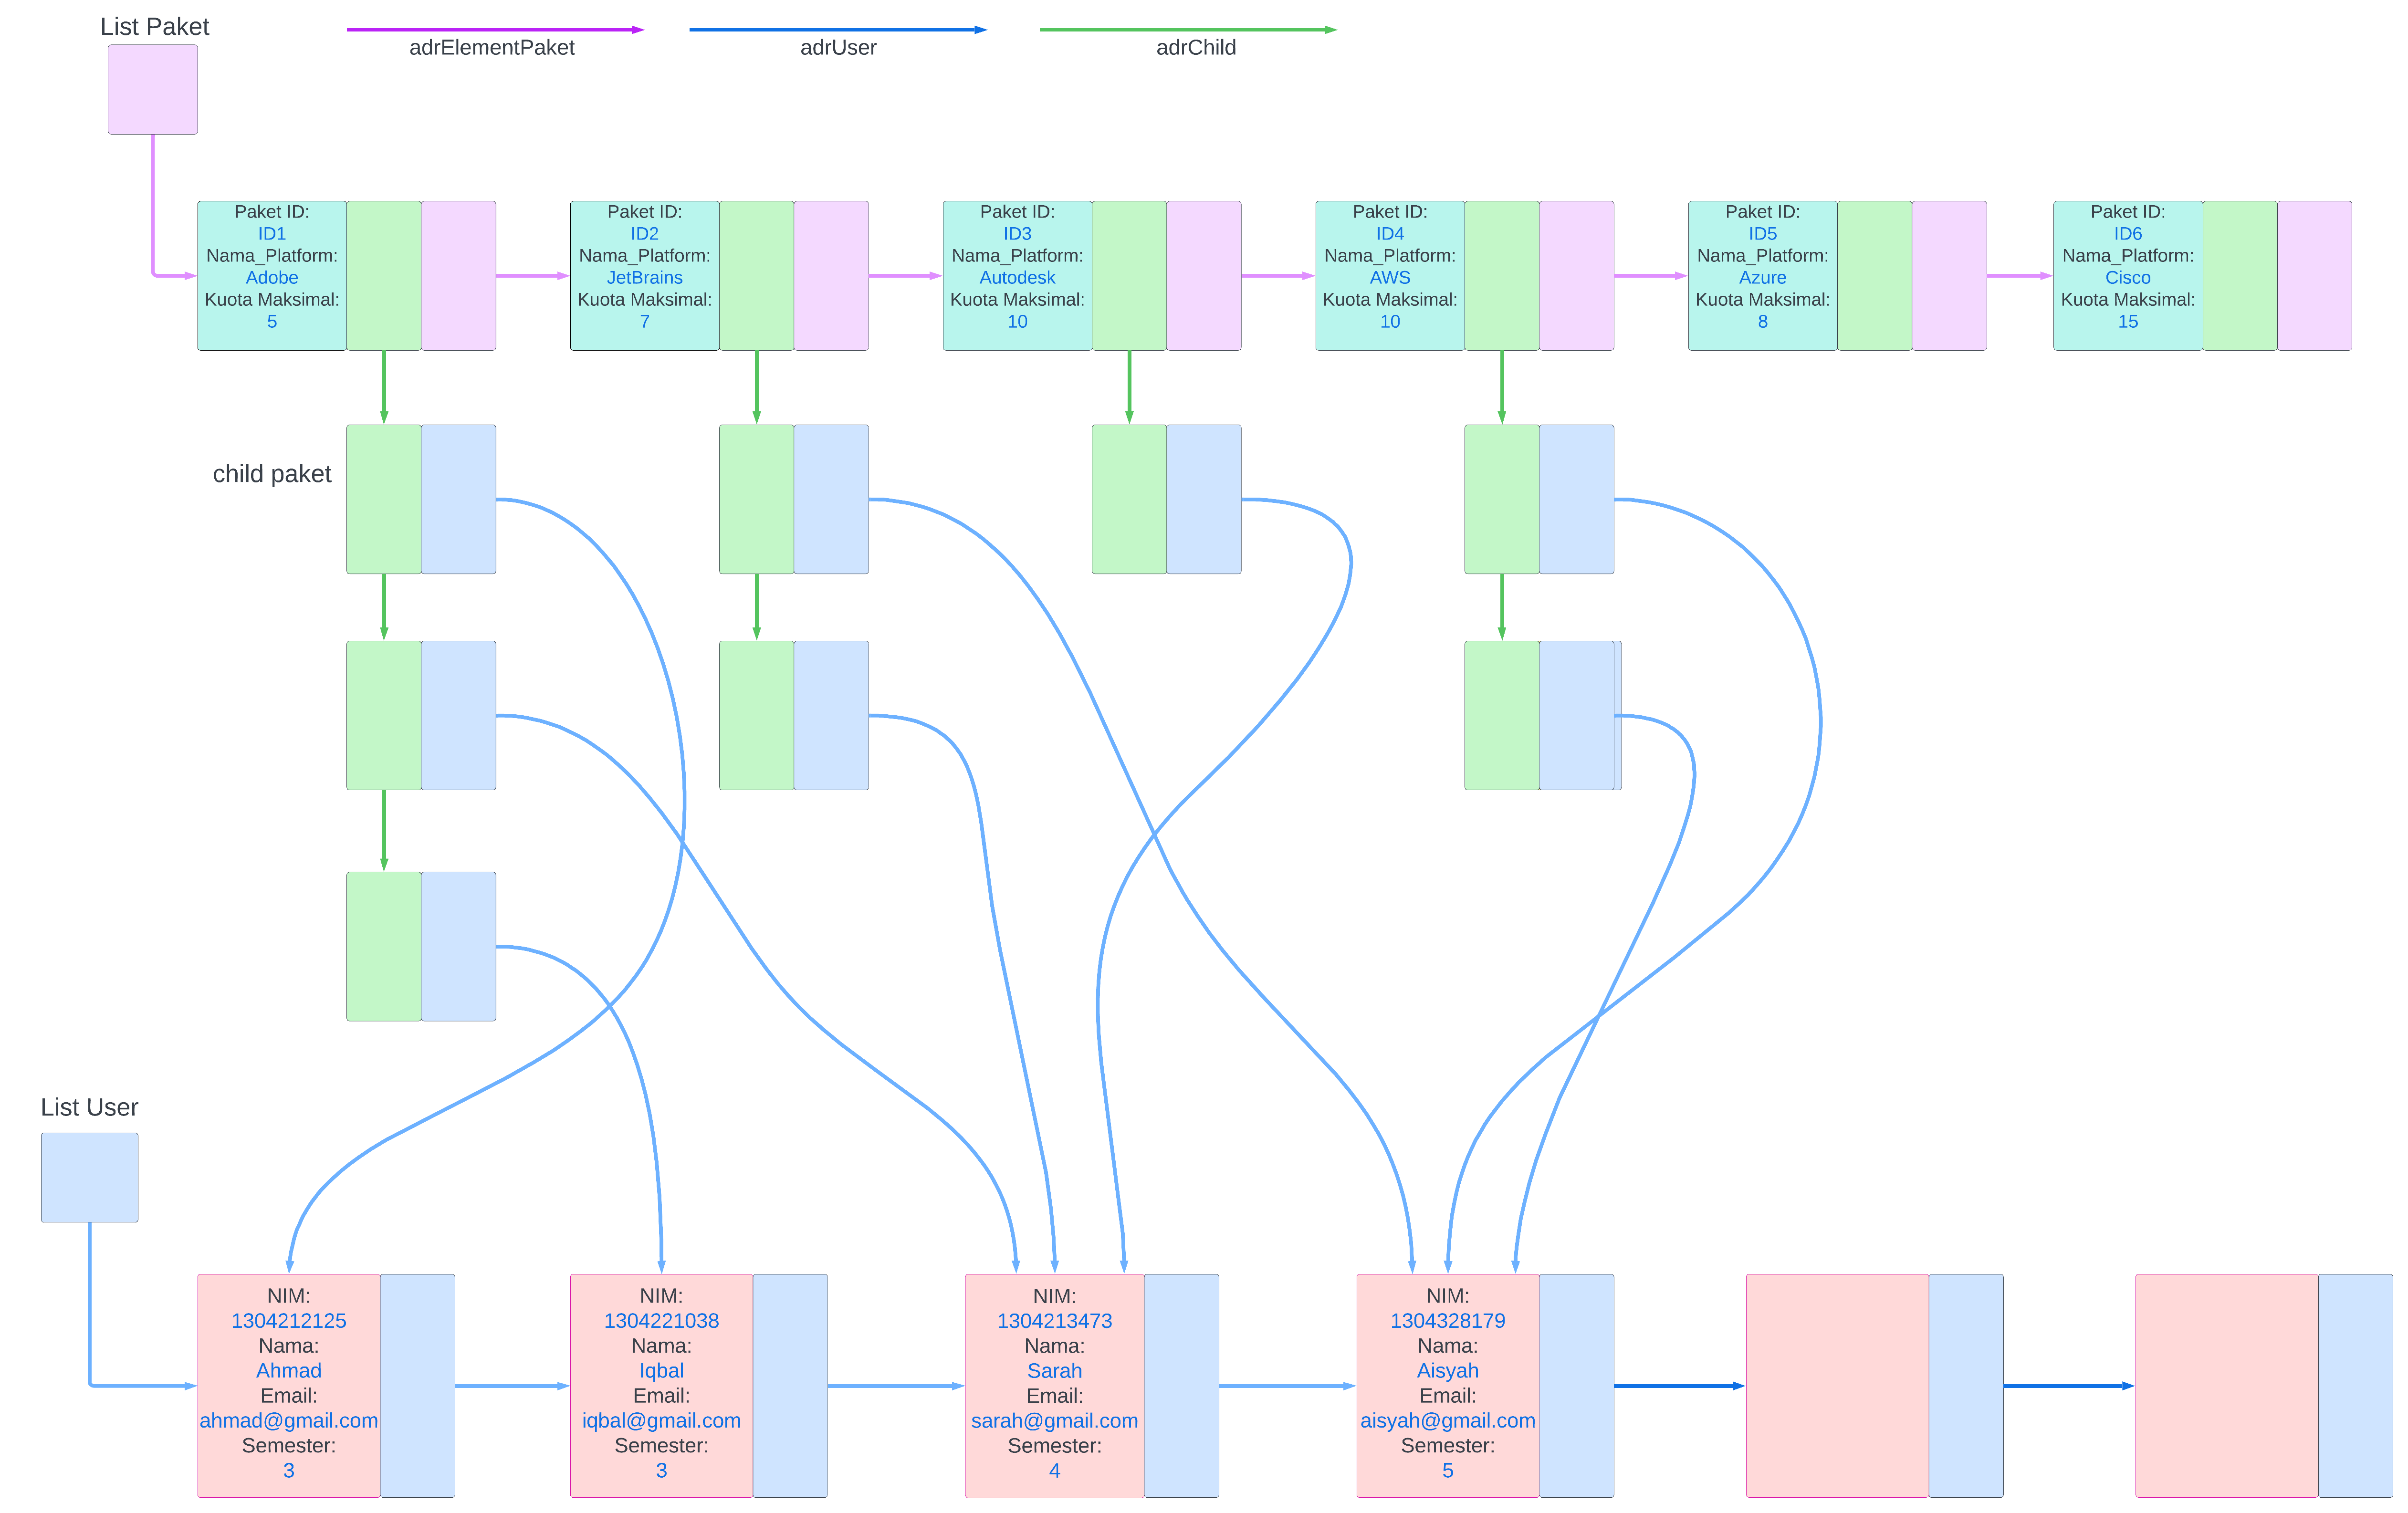 List Paket
adrElementPaket
adrUser
adrChild
Paket ID:
ID1
Nama_Platform:
Adobe
Kuota Maksimal:
5
Paket ID:
ID2
Nama_Platform:
JetBrains
Kuota Maksimal:
7
Paket ID:
ID3
Nama_Platform:
Autodesk
Kuota Maksimal:
10
Paket ID:
ID4
Nama_Platform:
AWS
Kuota Maksimal:
10
Paket ID:
ID5
Nama_Platform:
Azure
Kuota Maksimal:
8
Paket ID:
ID6
Nama_Platform:
Cisco
Kuota Maksimal:
15
child paket
List User
NIM:
1304212125
Nama:
Ahmad
Email:
ahmad@gmail.com
Semester:
3
NIM:
1304221038
Nama:
Iqbal
Email:
iqbal@gmail.com
Semester:
3
NIM:
1304213473
Nama:
Sarah
Email:
sarah@gmail.com
Semester:
4
NIM:
1304328179
Nama:
Aisyah
Email:
aisyah@gmail.com
Semester:
5